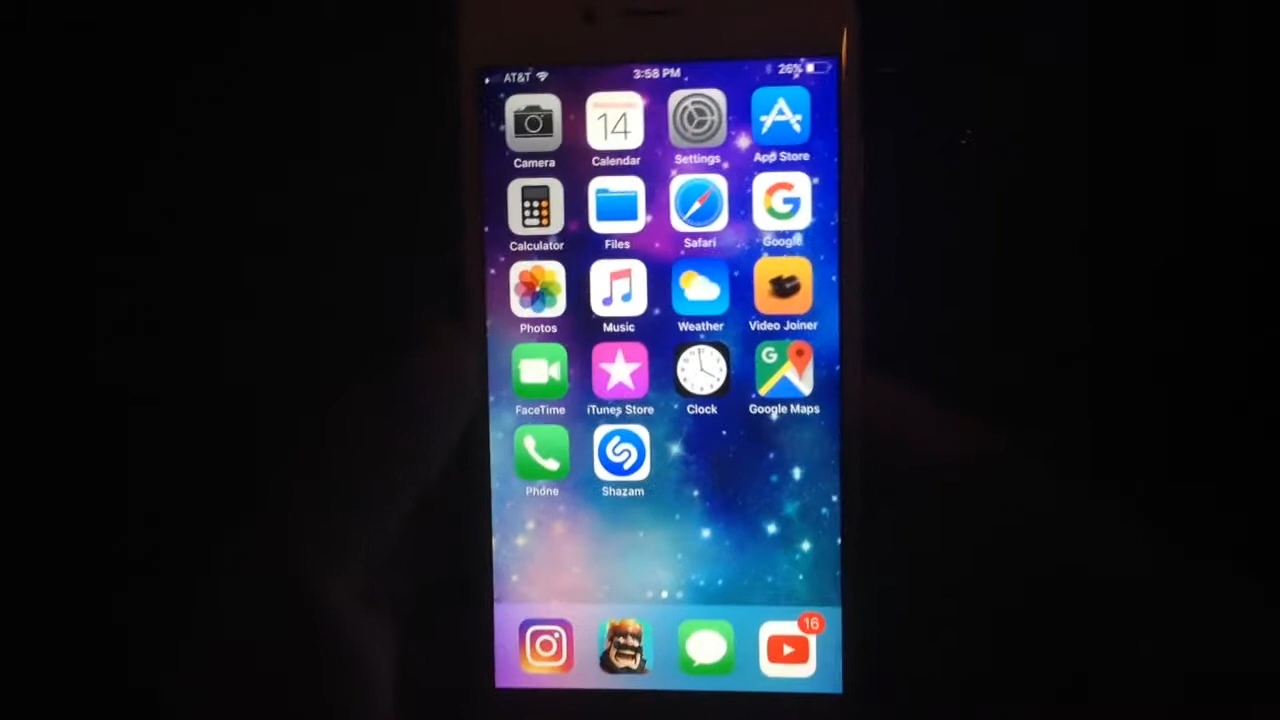 AT&T 3:58 PM 26%
14
Camera Calendar Settings App Store
G
Calculator Files Safari Google
Photos Music Weather Video Joiner
G
FaceTime iTunes Store Clock Google Maps
Phone Shazam
16